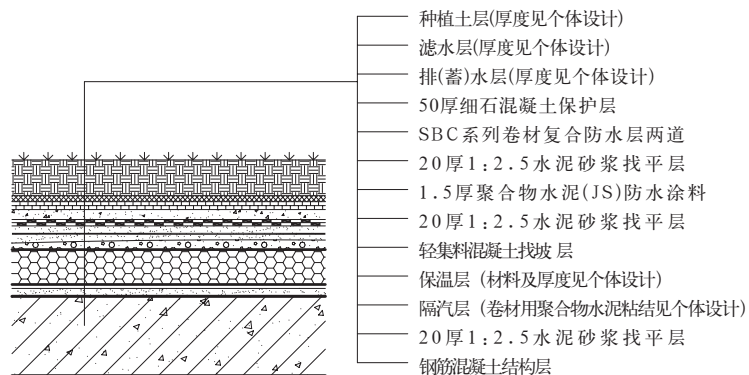 种植土层(厚度见个体设计)
滤水层(厚度见个体设计)
排(蓄)水层(厚度见个体设计)
50厚细石混凝土保护层
SBC系列卷材复合防水层两道
20厚1:2.5水泥砂浆找平层
1.5厚聚合物水泥(JS)防水涂料
20厚1:2.5水泥砂浆找平层
轻集料混凝土找坡层
保温层 (材料及厚度见个体设计)
隔汽层 (卷材用聚合物水泥粘结见个体设计)
20厚1:2.5水泥砂浆找平层
钢筋混凝土结构层